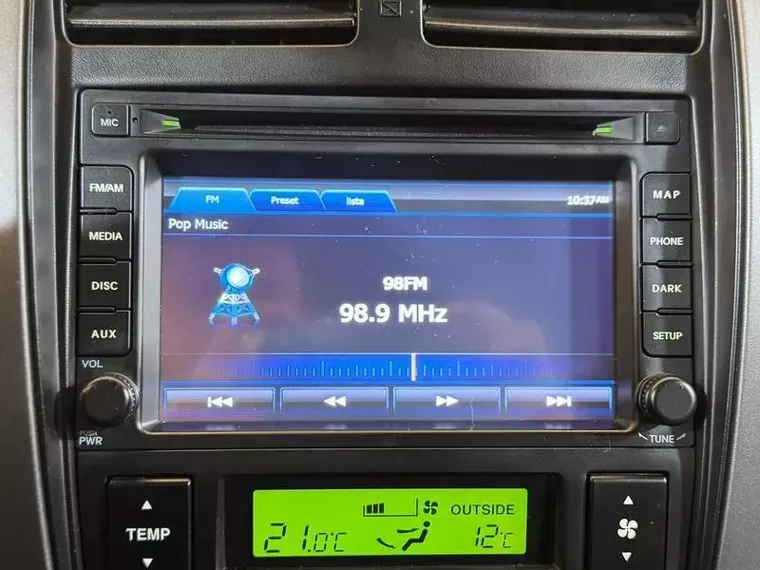 MIC
FM/AM
MEDIA
DISC
AUX
VOL
PUSH
PWR
FM Preset lista 10:37AM
Pop Music
98FM
98.9 MHz
MAP
PHONE
DARK
SETUP
TUNE
TEMP
OUTSIDE
21.0°C 12°C